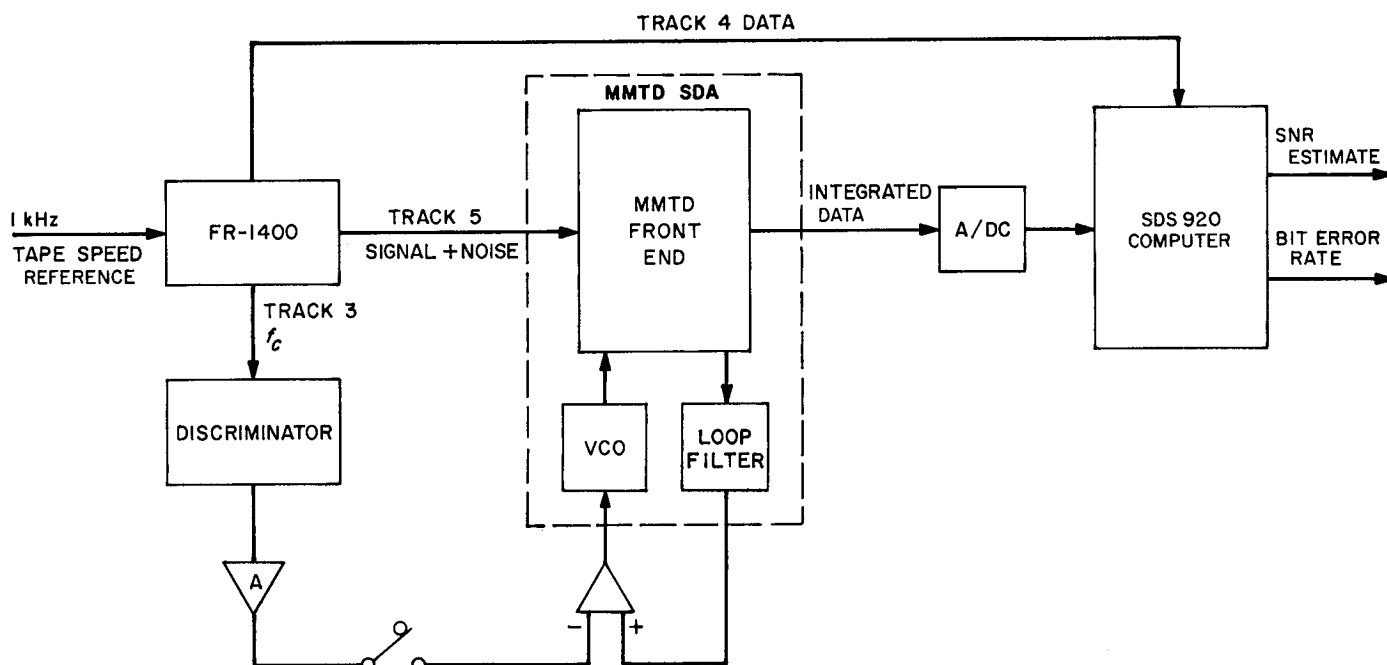 TRACK 4 DATA
MMTD SDA
1 kHz
TAPE SPEED
REFERENCE
FR-1400
TRACK 5
SIGNAL + NOISE
MMTD
FRONT
END
INTEGRATED
DATA
A/DC
SDS 920
COMPUTER
SNR
ESTIMATE
BIT ERROR
RATE
TRACK 3
fc
DISCRIMINATOR
VCO
LOOP
FILTER
A
- +